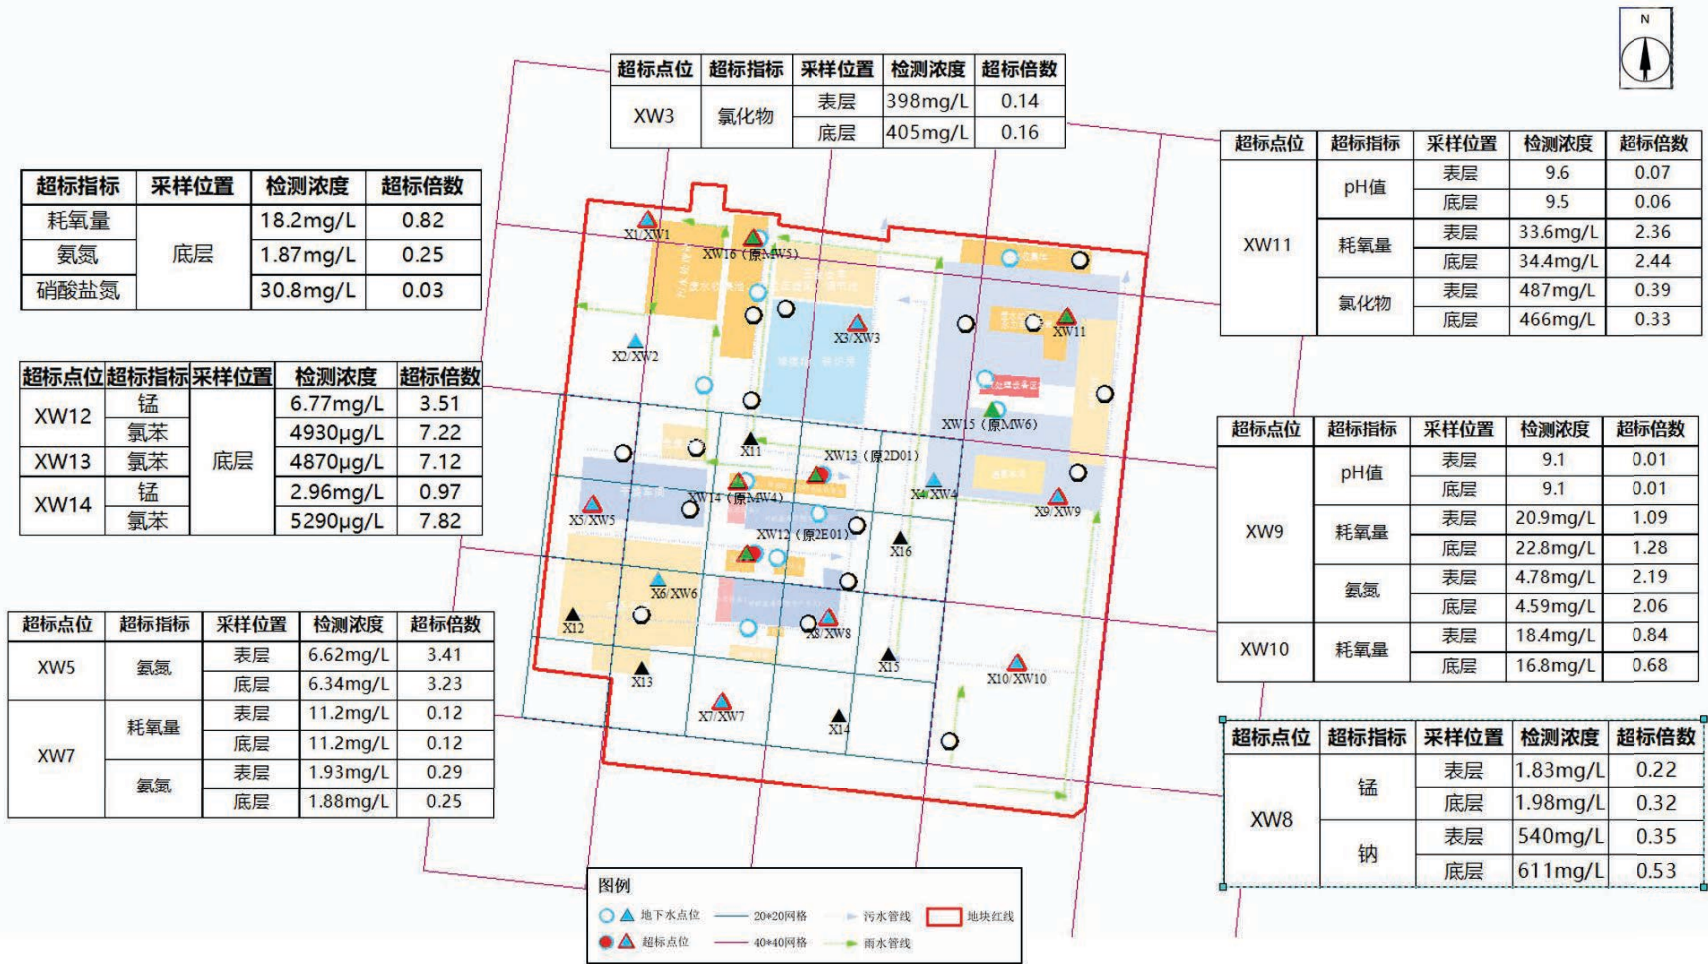 N
超标点位 超标指标 采样位置 检测浓度 超标倍数
XW3 氯化物 表层 398mg/L 0.14
底层 405mg/L 0.16
超标指标 采样位置 检测浓度 超标倍数
耗氧量 底层 18.2mg/L 0.82
氨氮 1.87mg/L 0.25
硝酸盐氮 30.8mg/L 0.03
超标点位 超标指标 采样位置 检测浓度 超标倍数
XW12 锰 底层 6.77mg/L 3.51
氯苯 4930μg/L 7.22
XW13 氯苯 4870μg/L 7.12
XW14 锰 2.96mg/L 0.97
氯苯 5290μg/L 7.82
超标点位 超标指标 采样位置 检测浓度 超标倍数
XW5 氨氮 表层 6.62mg/L 3.41
底层 6.34mg/L 3.23
XW7 耗氧量 表层 11.2mg/L 0.12
底层 11.2mg/L 0.12
氨氮 表层 1.93mg/L 0.29
底层 1.88mg/L 0.25
超标点位 超标指标 采样位置 检测浓度 超标倍数
XW11 pH值 表层 9.6 0.07
底层 9.5 0.06
耗氧量 表层 33.6mg/L 2.36
底层 34.4mg/L 2.44
氯化物 表层 487mg/L 0.39
底层 466mg/L 0.33
超标点位 超标指标 采样位置 检测浓度 超标倍数
XW9 pH值 表层 9.1 0.01
底层 9.1 0.01
耗氧量 表层 20.9mg/L 1.09
底层 22.8mg/L 1.28
氨氮 表层 4.78mg/L 2.19
底层 4.59mg/L 2.06
XW10 耗氧量 表层 18.4mg/L 0.84
底层 16.8mg/L 0.68
超标点位 超标指标 采样位置 检测浓度 超标倍数
XW8 锰 表层 1.83mg/L 0.22
底层 1.98mg/L 0.32
钠 表层 540mg/L 0.35
底层 611mg/L 0.53
X1/XW1
XW16（原MW5）
X3/XW3
XW11
X2/XW2
XW15（原MW6）
X11
XW13（原2D01）
XW14（原MW4）
X4/XW4
X5/XW5
X9/XW9
XW12（原2E01）
X16
X6/XW6
X12
X8/XW8
X13
X15
X10/XW10
X7/XW7
X14
图例
地下水点位 20*20网格 污水管线 地块红线
超标点位 40*40网格 雨水管线